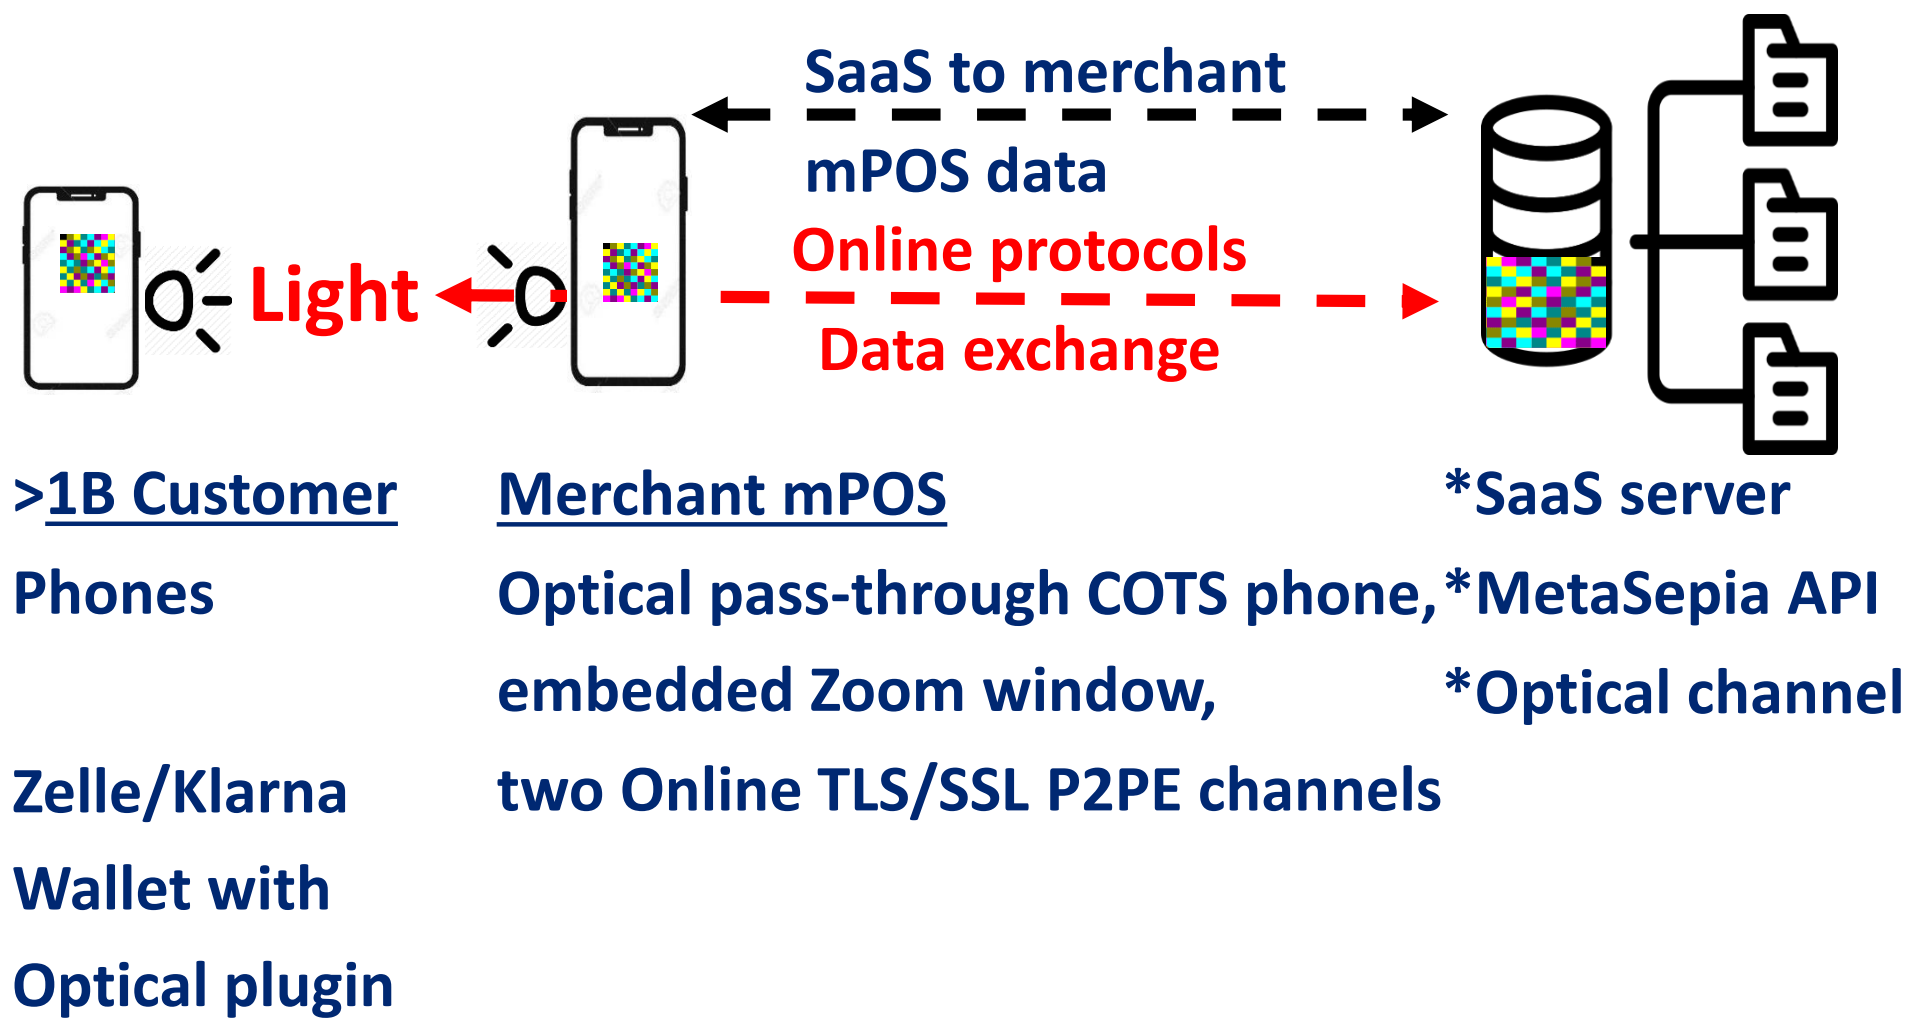 SaaS to merchant
mPOS data
Online protocols
Light
Data exchange
>1B Customer
Phones
Zelle/Klarna
Wallet with
Optical plugin
Merchant mPOS
Optical pass-through COTS phone,
embedded Zoom window,
two Online TLS/SSL P2PE channels
*SaaS server
*MetaSepia API
*Optical channel